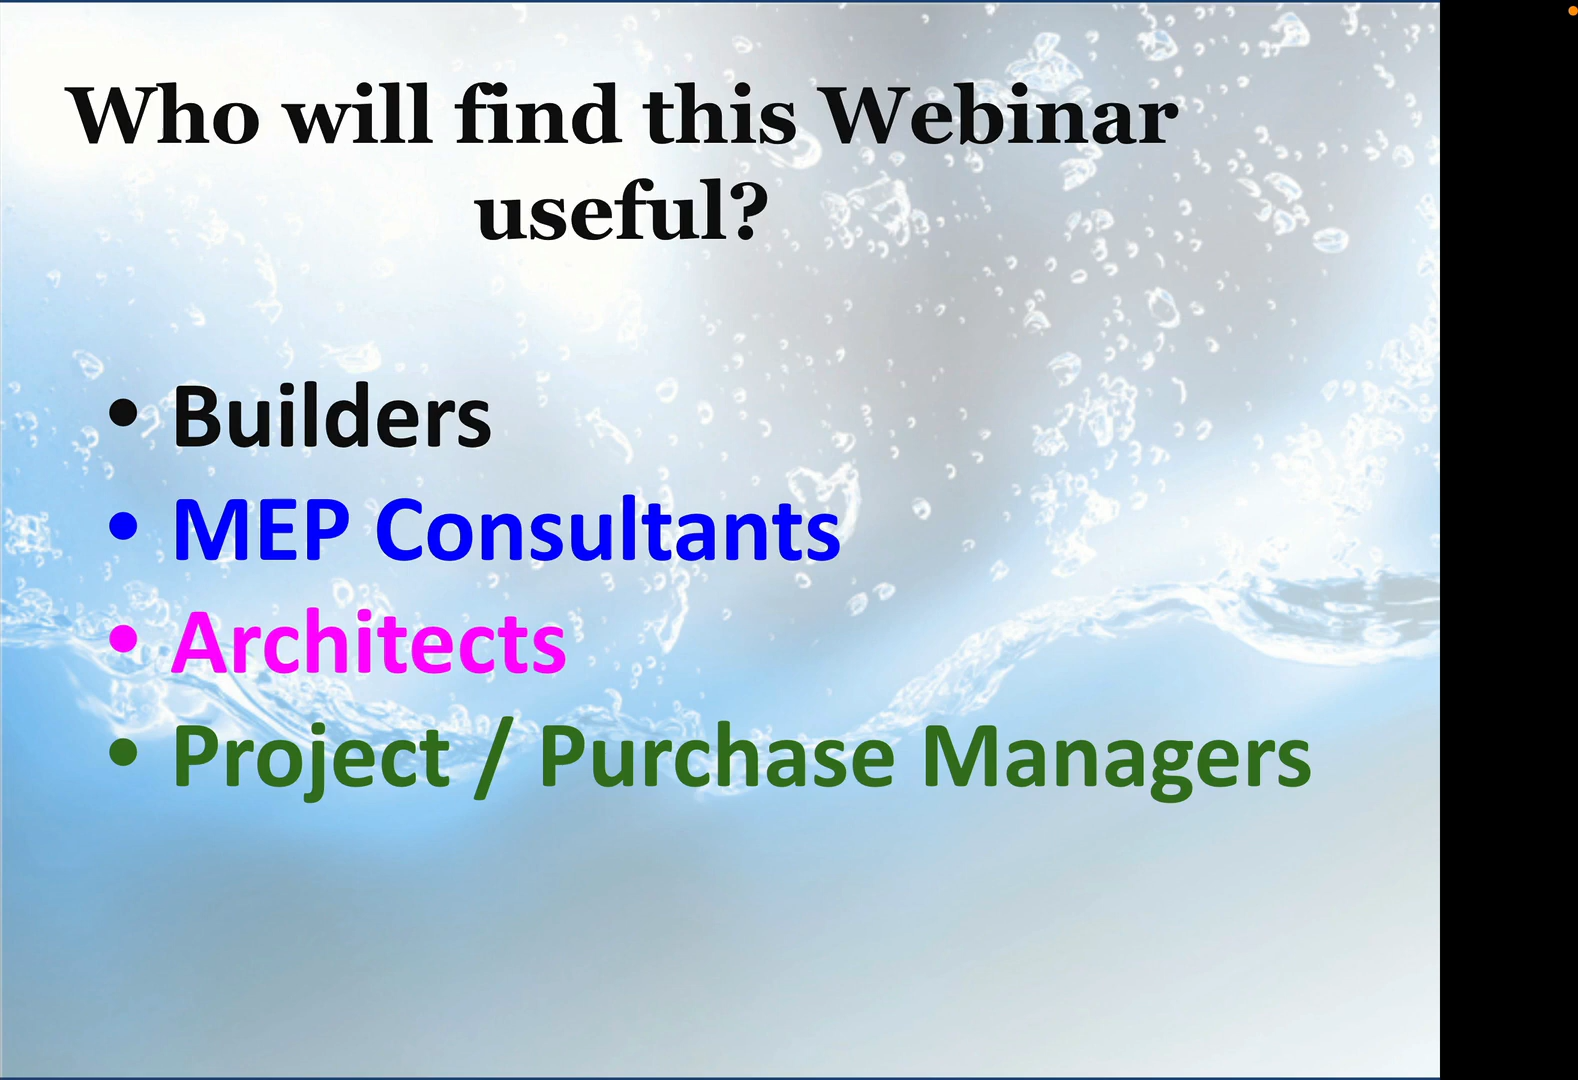 Who will find this Webinar
useful?
• Builders
• MEP Consultants
• Architects
• Project / Purchase Managers